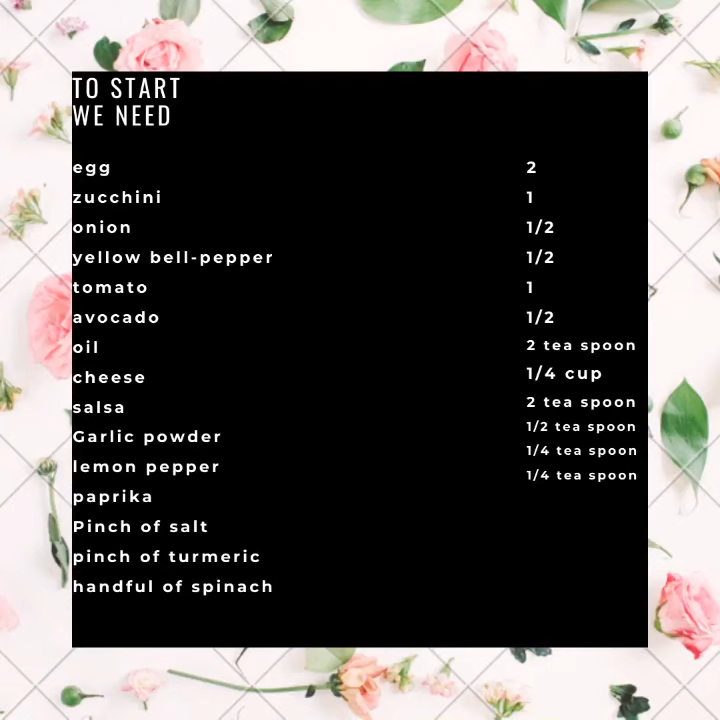 TO START
WE NEED
egg 2
zucchini 1
onion 1/2
yellow bell-pepper 1/2
tomato 1
avocado 1/2
oil 2 tea spoon
cheese 1/4 cup
salsa 2 tea spoon
Garlic powder 1/2 tea spoon
lemon pepper 1/4 tea spoon
paprika 1/4 tea spoon
Pinch of salt
pinch of turmeric
handful of spinach